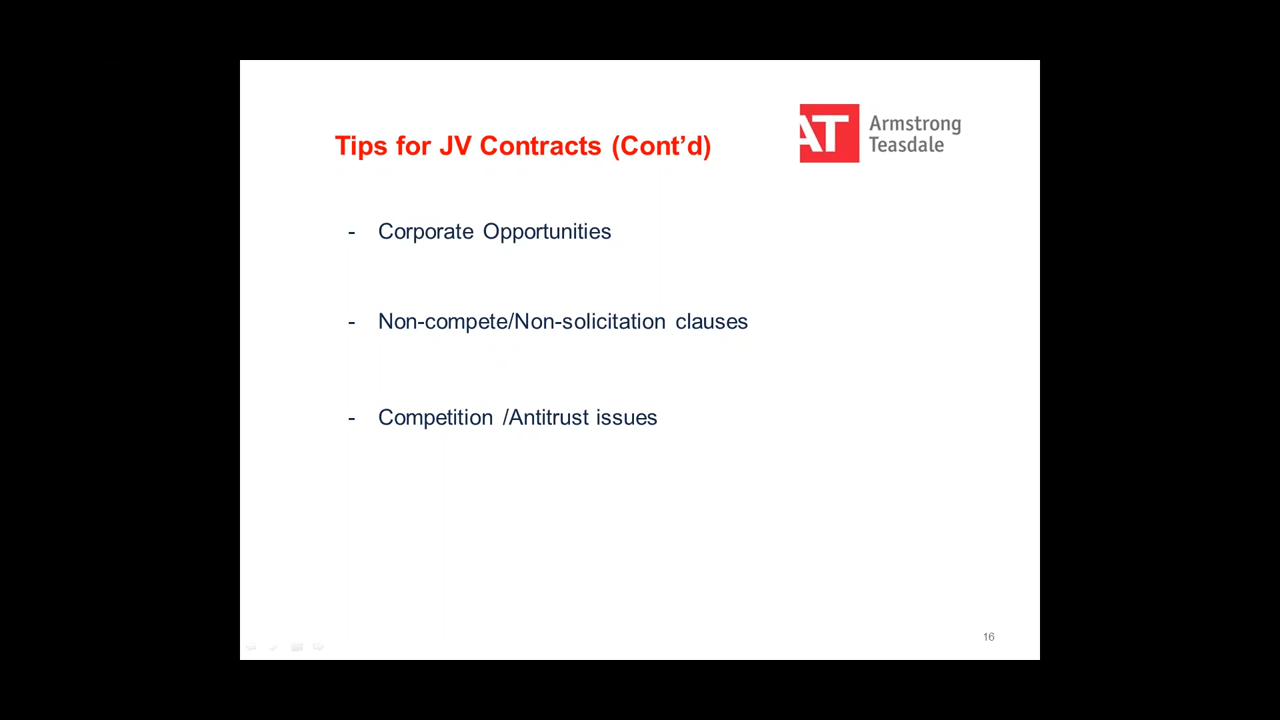 Tips for JV Contracts (Cont’d)
AT Armstrong
Teasdale
- Corporate Opportunities
- Non-compete/Non-solicitation clauses
- Competition /Antitrust issues
16